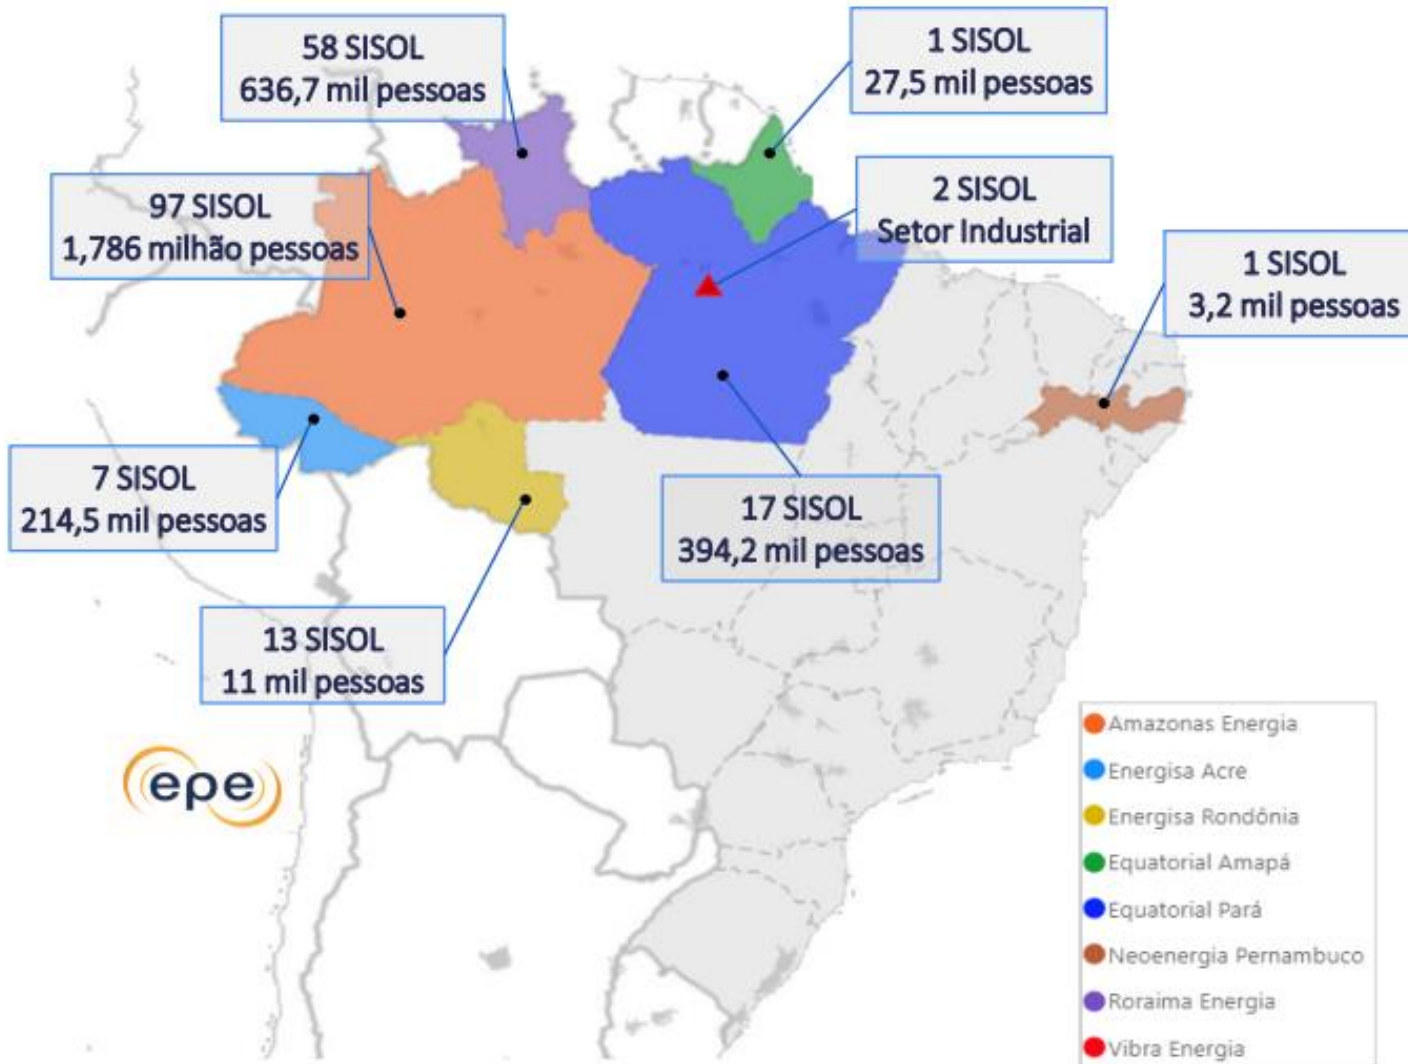 58 SISOL
636,7 mil pessoas
1 SISOL
27,5 mil pessoas
97 SISOL
1,786 milhão pessoas
2 SISOL
Setor Industrial
1 SISOL
3,2 mil pessoas
7 SISOL
214,5 mil pessoas
17 SISOL
394,2 mil pessoas
13 SISOL
11 mil pessoas
epe
Amazonas Energia
Energisa Acre
Energisa Rondônia
Equatorial Amapá
Equatorial Pará
Neoenergia Pernambuco
Roraima Energia
Vibra Energia